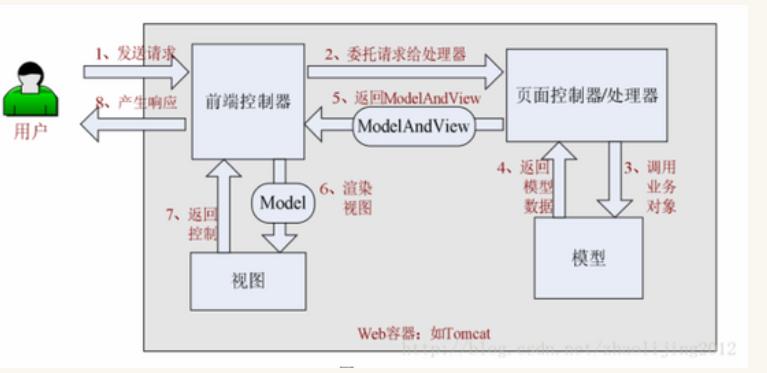 1、发送请求
2、委托请求给处理器
8、产生响应
用户
前端控制器
5、返回ModelAndView
ModelAndView
页面控制器/处理器
4、返回
模型
数据
3、调用
业务
对象
6、渲染
视图
Model
7、返回
控制
视图
模型
Web容器：如Tomcat
http://blog.csdn.net/zhaolijing2012